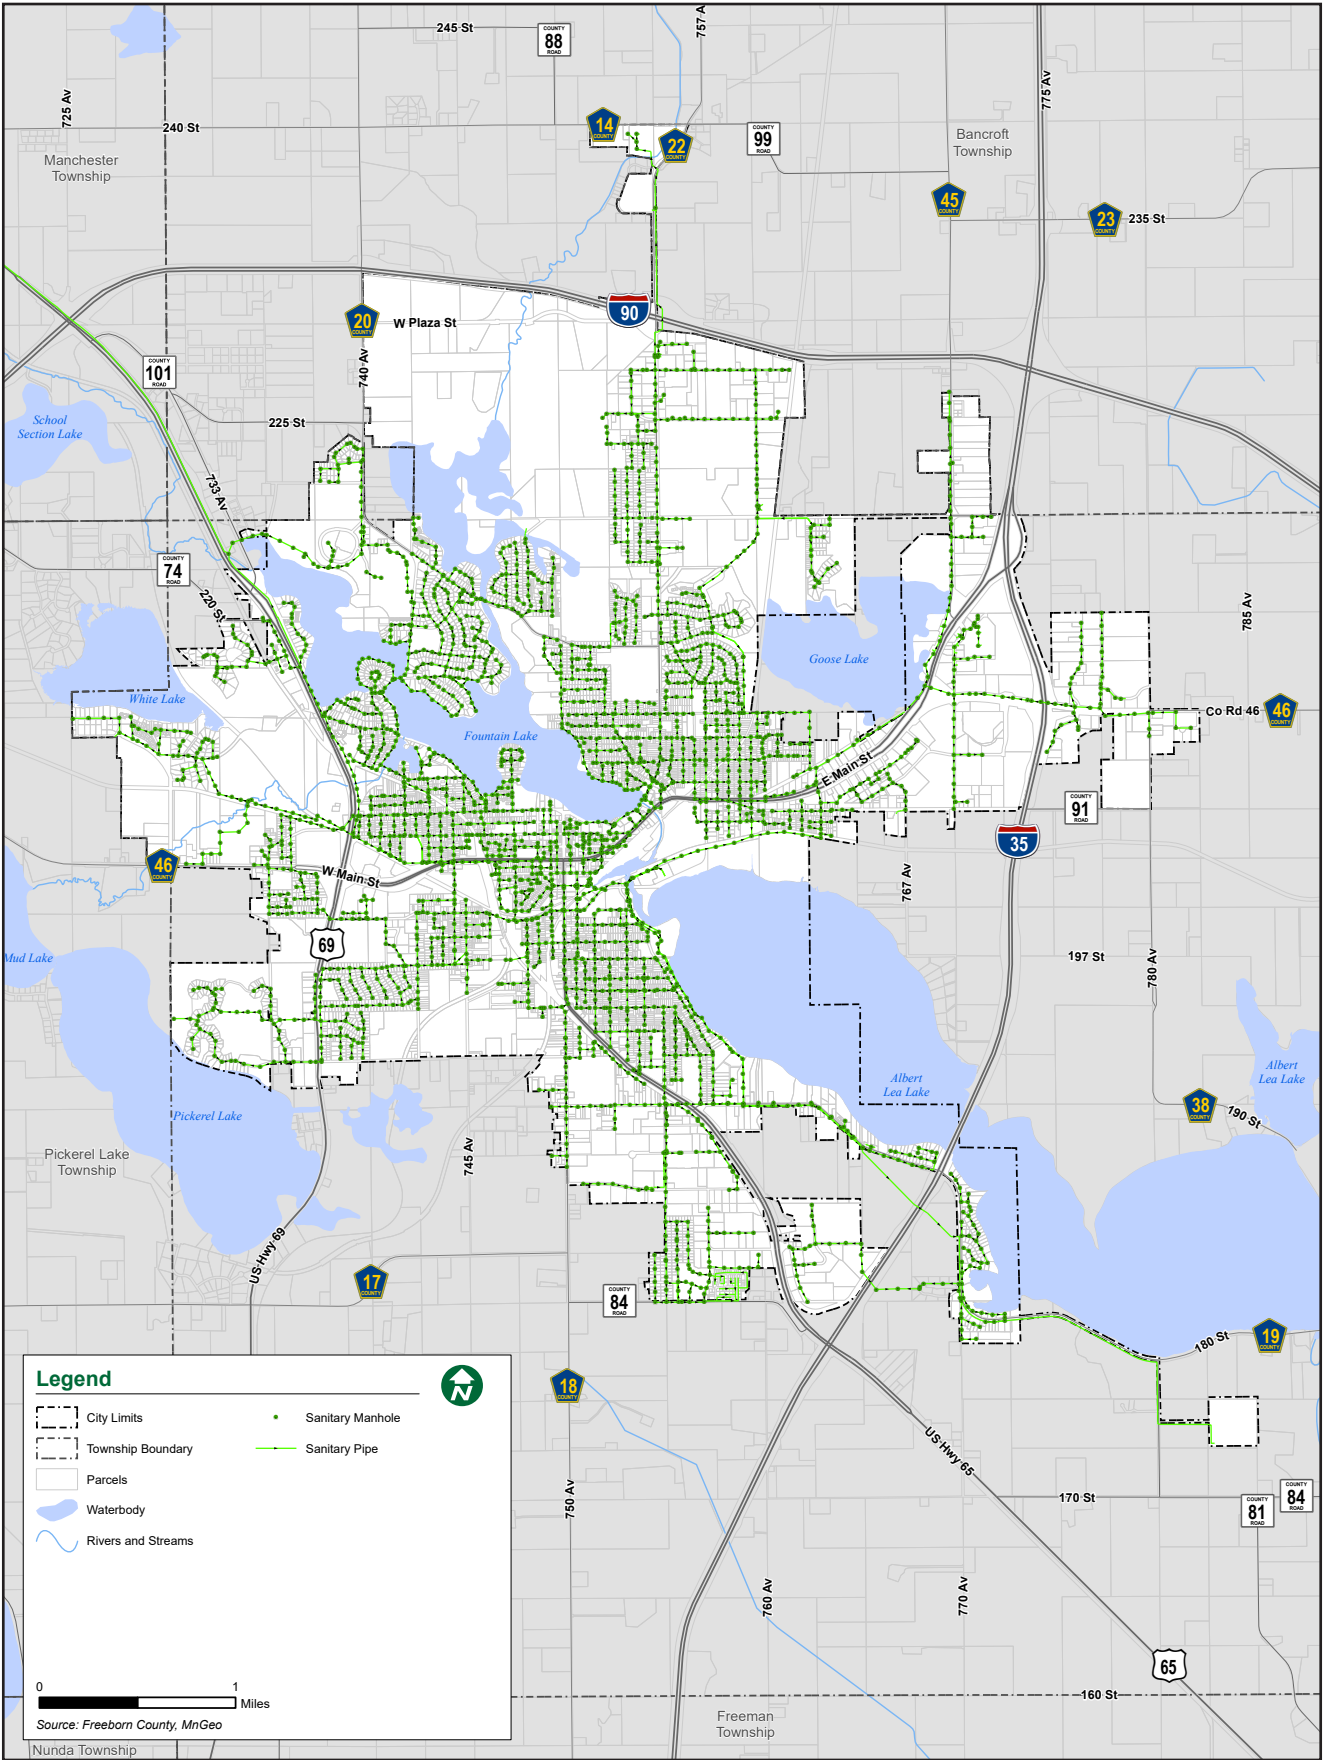 245 St
COUNTY
88
ROAD
757 A
725 Av
775 Av
240 St
14
COUNTY
22
COUNTY
COUNTY
99
ROAD
Bancroft
Township
Manchester
Township
45
COUNTY
23
COUNTY
235 St
90
20
COUNTY
W Plaza St
740 Av
COUNTY
101
ROAD
225 St
School
Section Lake
733 Av
COUNTY
74
ROAD
220 St
785 Av
Goose Lake
White Lake
Co Rd 46
46
COUNTY
Fountain Lake
E Main St
COUNTY
91
ROAD
35
46
COUNTY
W Main St
767 Av
69
Mud Lake
197 St
780 Av
Albert
Lea Lake
Albert
Lea Lake
38
COUNTY
190 St
Pickerel Lake
Pickerel Lake
Township
745 Av
US Hwy 69
17
COUNTY
COUNTY
84
ROAD
180 St
19
COUNTY
18
COUNTY
Legend
N
City Limits
Sanitary Manhole
Township Boundary
Sanitary Pipe
Parcels
Waterbody
Rivers and Streams
US Hwy 65
750 Av
170 St
COUNTY
84
ROAD
COUNTY
81
ROAD
760 Av
770 Av
65
0
1
Miles
160 St
Source: Freeborn County, MnGeo
Freeman
Township
Nunda Township